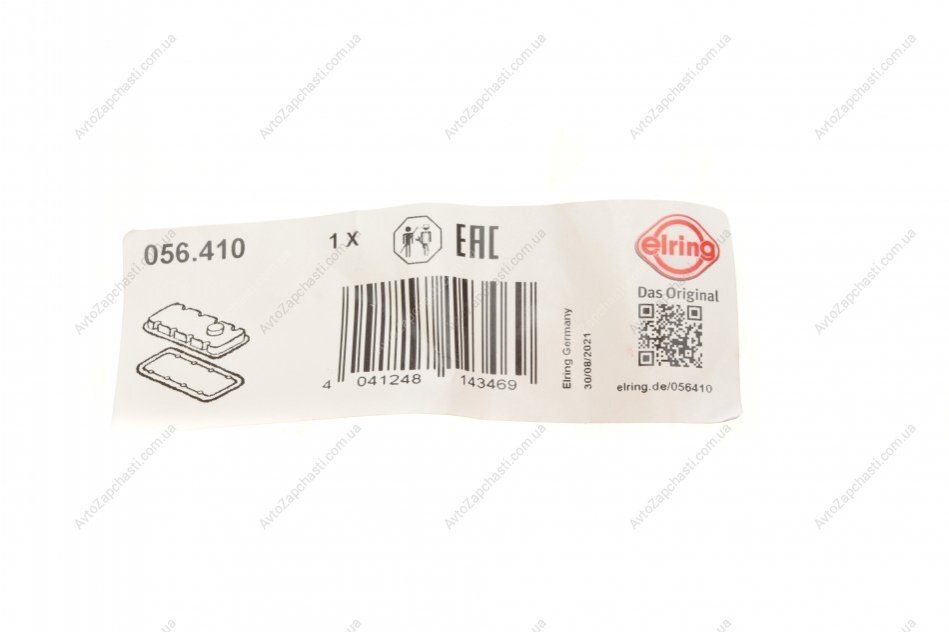 056.410
1 X
EAC
elring
Das Original
4 041248 143469
Elring Germany
30/08/2021
elring.de/056410
AvtoZapchasti.com.ua